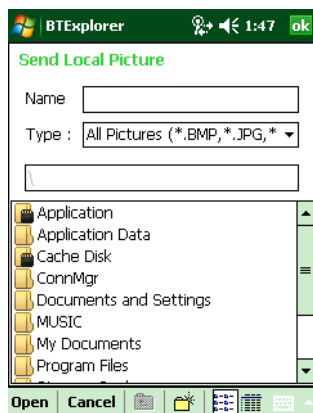 BTExplorer 1:47 ok
Send Local Picture
Name
Type : All Pictures (*.BMP,*.JPG,*
\
Application
Application Data
Cache Disk
ConnMgr
Documents and Settings
MUSIC
My Documents
Program Files
Open Cancel